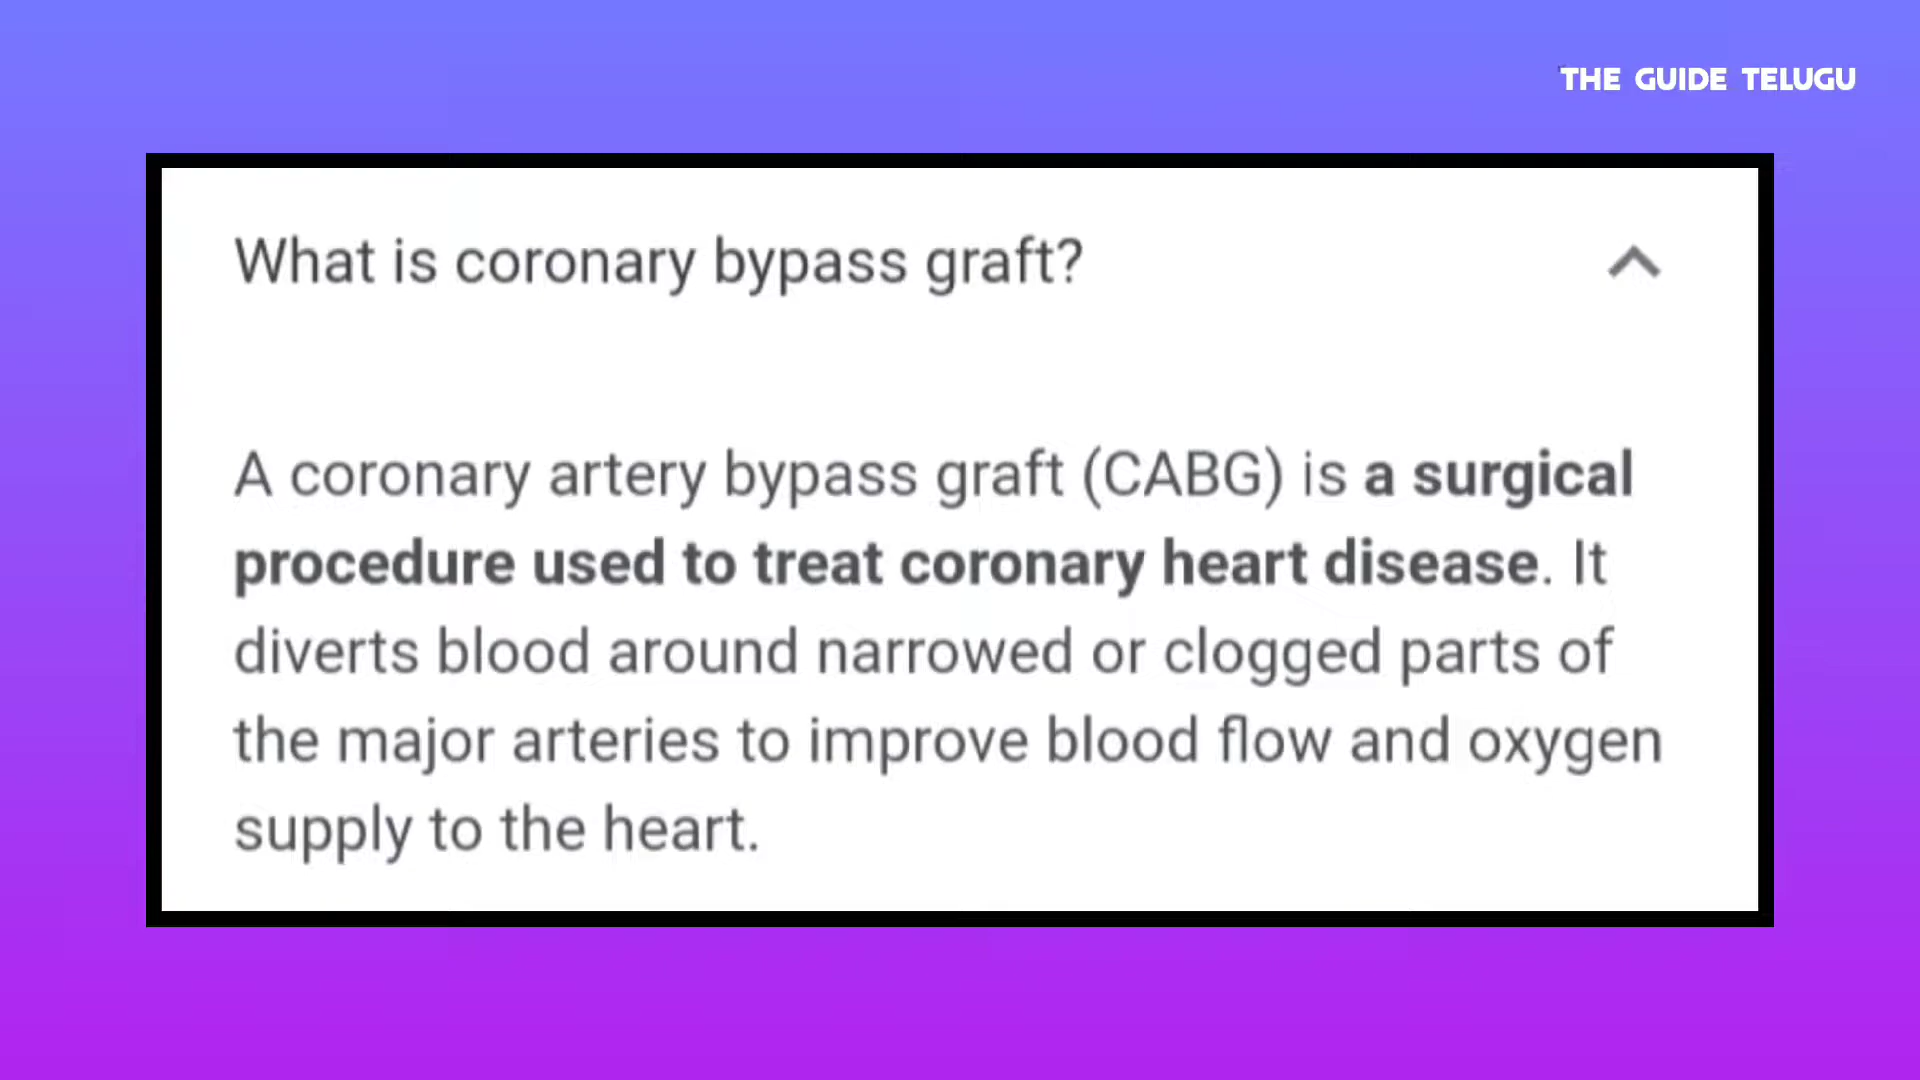 THE GUIDE TELUGU
What is coronary bypass graft?
A coronary artery bypass graft (CABG) is a surgical
procedure used to treat coronary heart disease. It
diverts blood around narrowed or clogged parts of
the major arteries to improve blood flow and oxygen
supply to the heart.